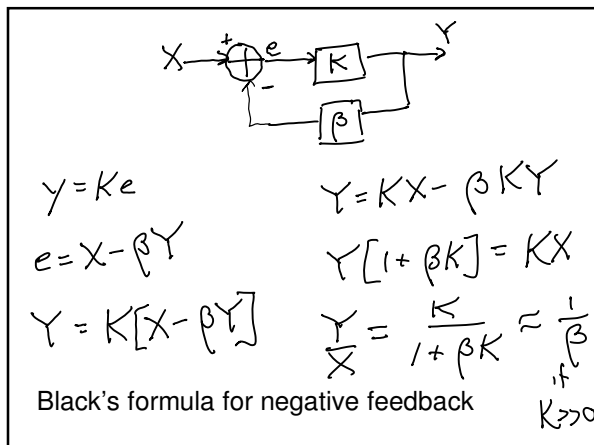 Y
+
X
e
K
-
β
y = Ke
e = X - βY
Y = K[X - βY]
Y = KX - βKY
Y[1 + βK] = KX
Y/X = K/(1 + βK) ≈ 1/β
if
K>>0
Black's formula for negative feedback